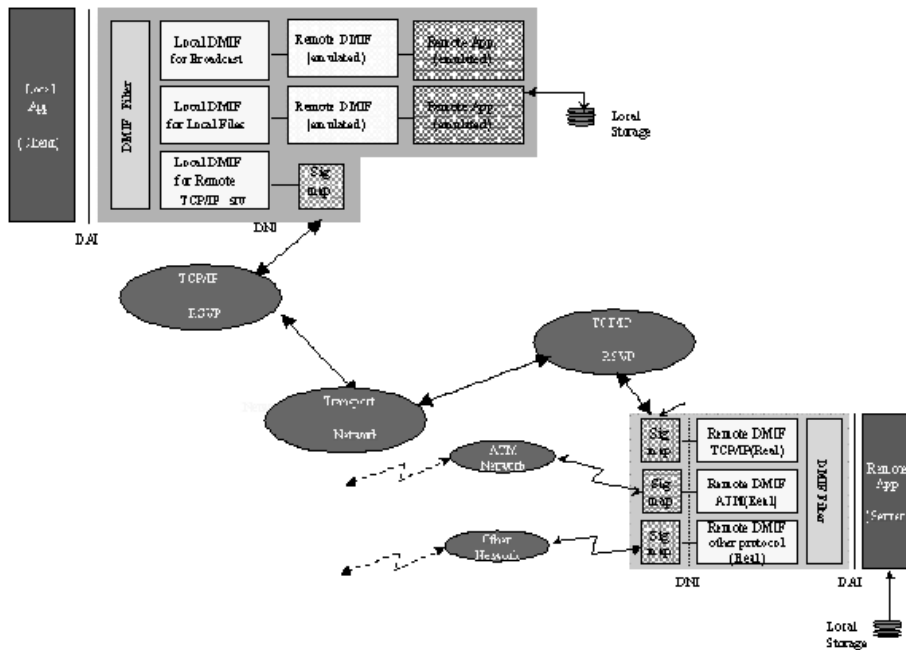 Local
App
(Client)
DMIF Filter
Local DMIF
for Broadcast
Remote DMIF
(emulated)
Remote App.
(emulated)
Local DMIF
for Local Files
Remote DMIF
(emulated)
Remote App.
(emulated)
Local DMIF
for Remote
TCP/IP srv
Sig
map
Local
Storage
DAI
DNI
TCP/IP
RSVP
TCP/IP
RSVP
Transport
Network
ATM
Network
Other
Network
Sig
map
Remote DMIF
TCP/IP(Real)
Sig
map
Remote DMIF
ATM(Real)
Sig
map
Remote DMIF
other protocol
(Real)
DMIF Filter
Remote
App
(Server
DNI
DAI
Local
Storage